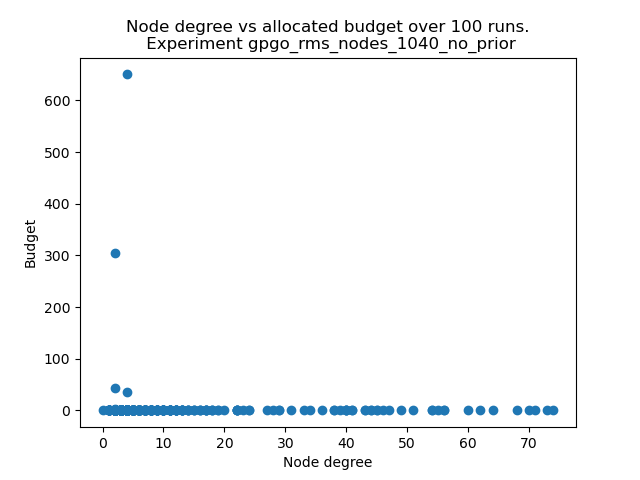 Node degree vs allocated budget over 100 runs.
Experiment gpgo_rms_nodes_1040_no_prior
600
500
400
300
200
100
0
Budget
0 10 20 30 40 50 60 70
Node degree